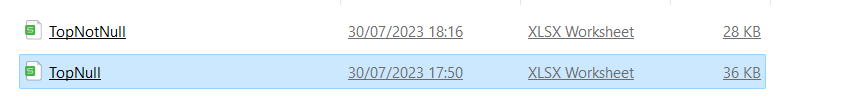 TopNotNull 30/07/2023 18:16 XLSX Worksheet 28 KB
TopNull 30/07/2023 17:50 XLSX Worksheet 36 KB